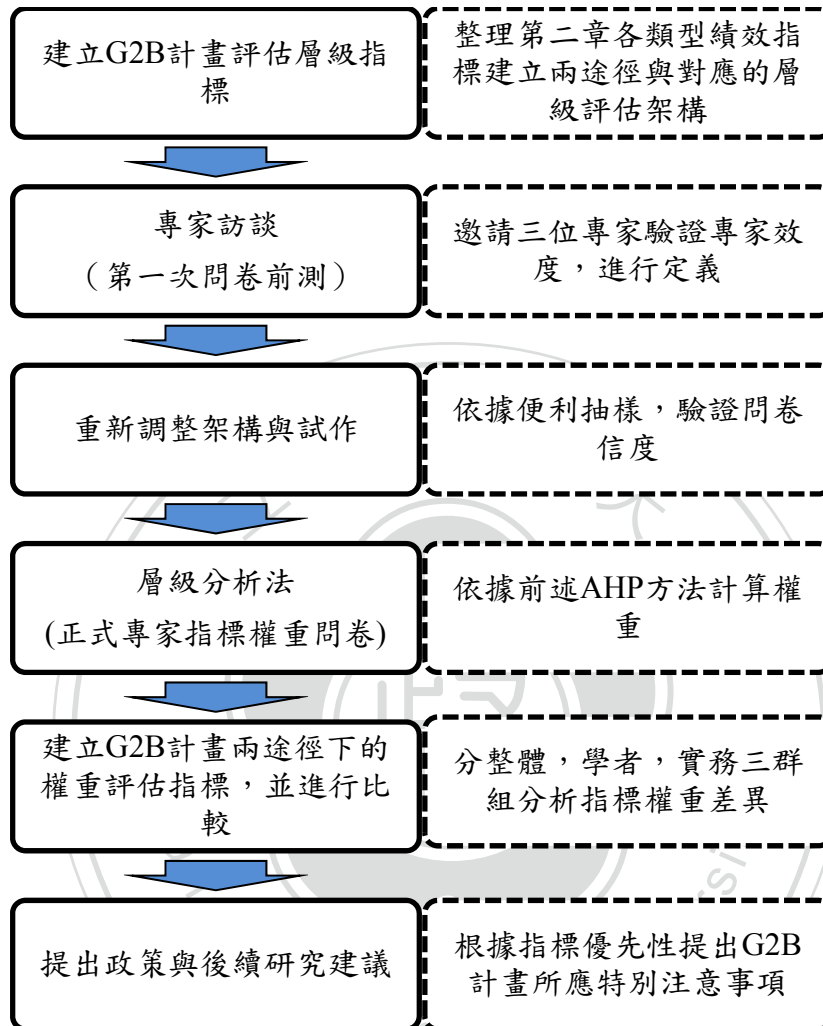 建立G2B計畫評估層級指
標
整理第二章各類型績效指
標建立兩途徑與對應的層
級評估架構
專家訪談
（第一次問卷前測）
邀請三位專家驗證專家效
度，進行定義
重新調整架構與試作
依據便利抽樣，驗證問卷
信度
層級分析法
(正式專家指標權重問卷)
依據前述AHP方法計算權
重
建立G2B計畫兩途徑下的
權重評估指標，並進行比
較
分整體，學者，實務三群
組分析指標權重差異
提出政策與後續研究建議
根據指標優先性提出G2B
計畫所應特別注意事項